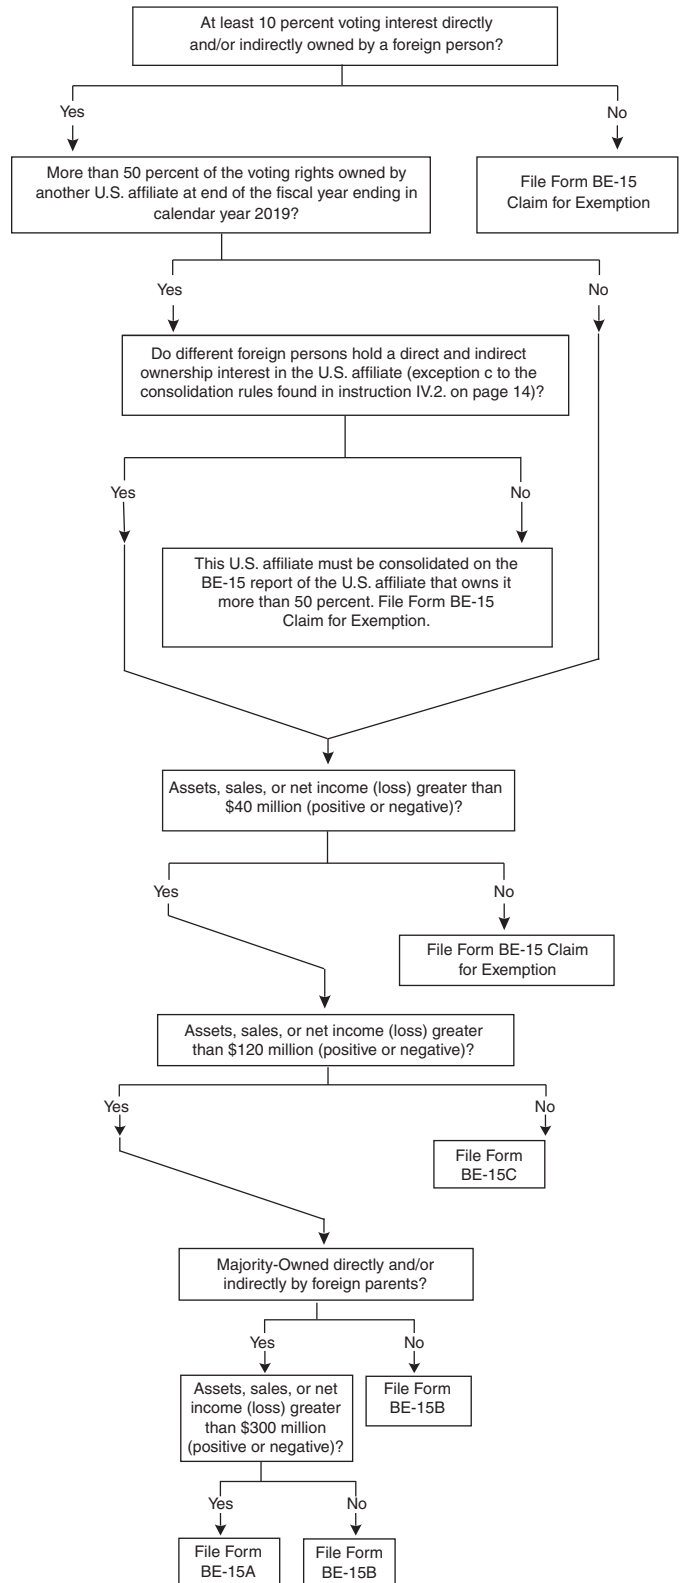 At least 10 percent voting interest directly
and/or indirectly owned by a foreign person?
Yes
No
More than 50 percent of the voting rights owned by
another U.S. affiliate at end of the fiscal year ending in
calendar year 2019?
File Form BE-15
Claim for Exemption
Yes
No
Do different foreign persons hold a direct and indirect
ownership interest in the U.S. affiliate (exception c to the
consolidation rules found in instruction IV.2. on page 14)?
Yes
No
This U.S. affiliate must be consolidated on the
BE-15 report of the U.S. affiliate that owns it
more than 50 percent. File Form BE-15
Claim for Exemption.
Assets, sales, or net income (loss) greater than
$40 million (positive or negative)?
Yes
No
File Form BE-15 Claim
for Exemption
Assets, sales, or net income (loss) greater
than $120 million (positive or negative)?
Yes
No
File Form
BE-15C
Majority-Owned directly and/or
indirectly by foreign parents?
Yes
No
Assets, sales, or net
income (loss) greater
than $300 million
(positive or negative)?
File Form
BE-15B
Yes
No
File Form
BE-15A
File Form
BE-15B